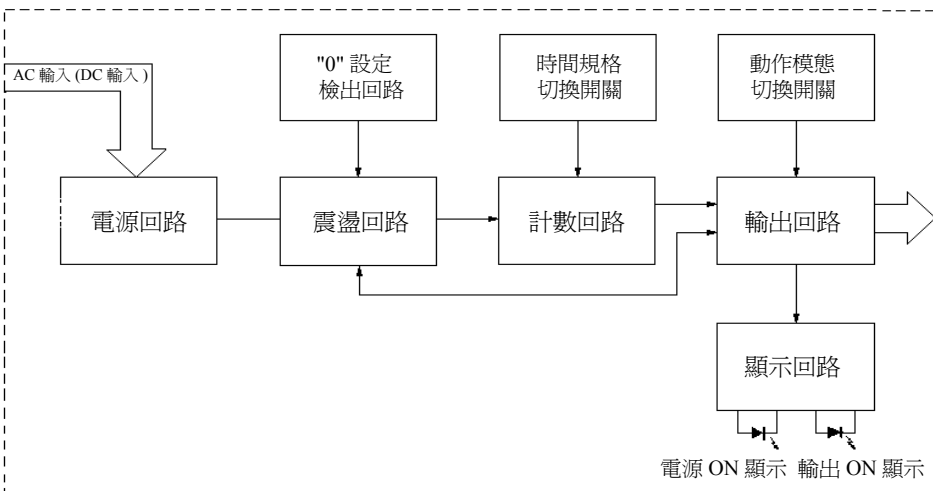 AC 輸入 (DC 輸入 )
"0" 設定
檢出回路
時間規格
切換開關
動作模態
切換開關
電源回路
震盪回路
計數回路
輸出回路
顯示回路
電源 ON 顯示
輸出 ON 顯示